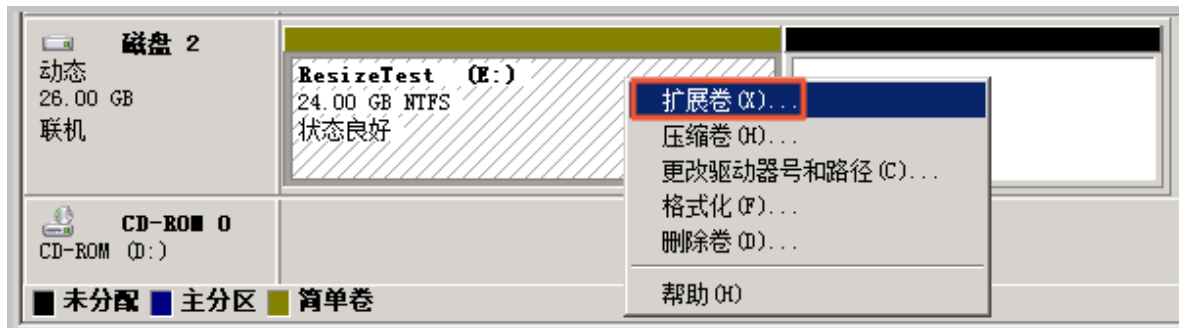 磁盘 2
动态
26.00 GB
联机
ResizeTest (E:)
24.00 GB NTFS
状态良好
扩展卷(X)...
压缩卷(H)...
更改驱动器号和路径(C)...
格式化(F)...
删除卷(D)...
帮助(H)
CD-ROM 0
CD-ROM (D:)
未分配 主分区 简单卷